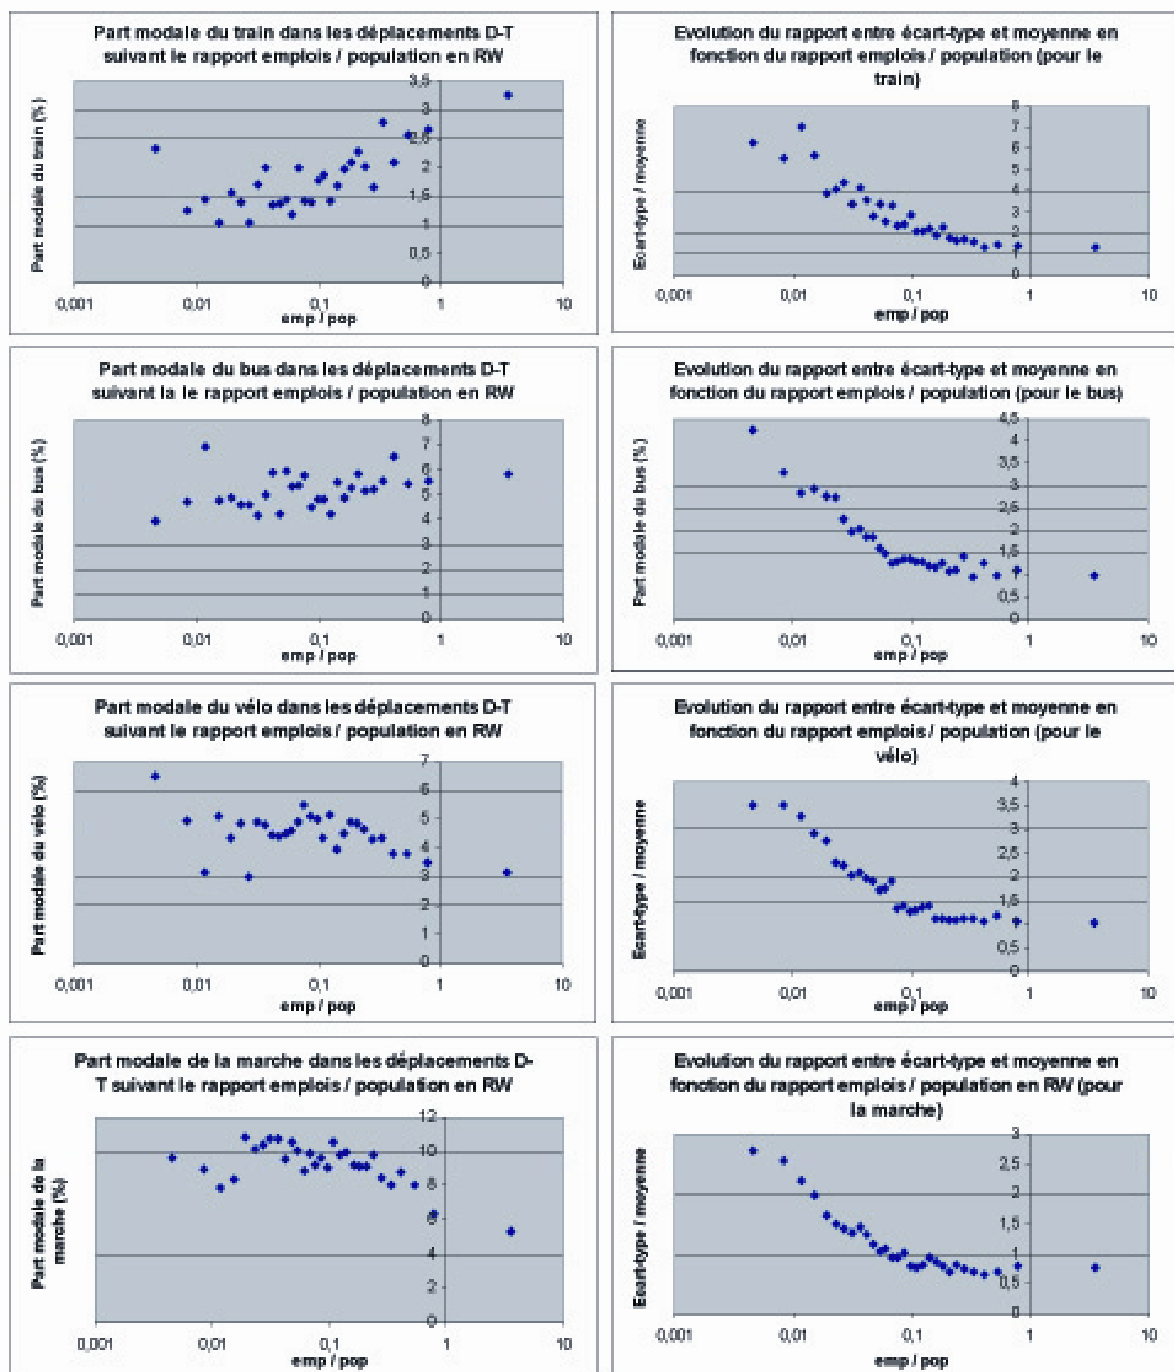 Part modale du train dans les déplacements D-T
suivant le rapport emplois / population en RW
Part modale du train (%)
3,5
3
2,5
2
1,5
1
0,5
0
0,001
0,01
0,1
1
10
emp / pop
Evolution du rapport entre écart-type et moyenne en
fonction du rapport emplois / population (pour le
train)
Ecart-type / moyenne
8
7
6
5
4
3
2
1
0
0,001
0,01
0,1
1
10
emp / pop
Part modale du bus dans les déplacements D-T
suivant la le rapport emplois / population en RW
Part modale du bus (%)
8
7
6
5
4
3
2
1
0
0,001
0,01
0,1
1
10
emp / pop
Evolution du rapport entre écart-type et moyenne en
fonction du rapport emplois / population (pour le bus)
Part modale du bus (%)
4,5
4
3,5
3
2,5
2
1,5
1
0,5
0
0,001
0,01
0,1
1
10
emp / pop
Part modale du vélo dans les déplacements D-T
suivant le rapport emplois / population en RW
Part modale du vélo (%)
7
6
5
4
3
2
1
0
0,001
0,01
0,1
1
10
emp / pop
Evolution du rapport entre écart-type et moyenne en
fonction du rapport emplois / population (pour le
vélo)
Ecart-type / moyenne
4
3,5
3
2,5
2
1,5
1
0,5
0
0,001
0,01
0,1
1
10
emp / pop
Part modale de la marche dans les déplacements D-
T suivant le rapport emplois / population en RW
Part modale de la
marche (%)
12
10
8
6
4
2
0
0,001
0,01
0,1
1
10
emp / pop
Evolution du rapport entre écart-type et moyenne en
fonction du rapport emplois / population en RW (pour
la marche)
Ecart-type / moyenne
3
2,5
2
1,5
1
0,5
0
0,001
0,01
0,1
1
10
emp / pop